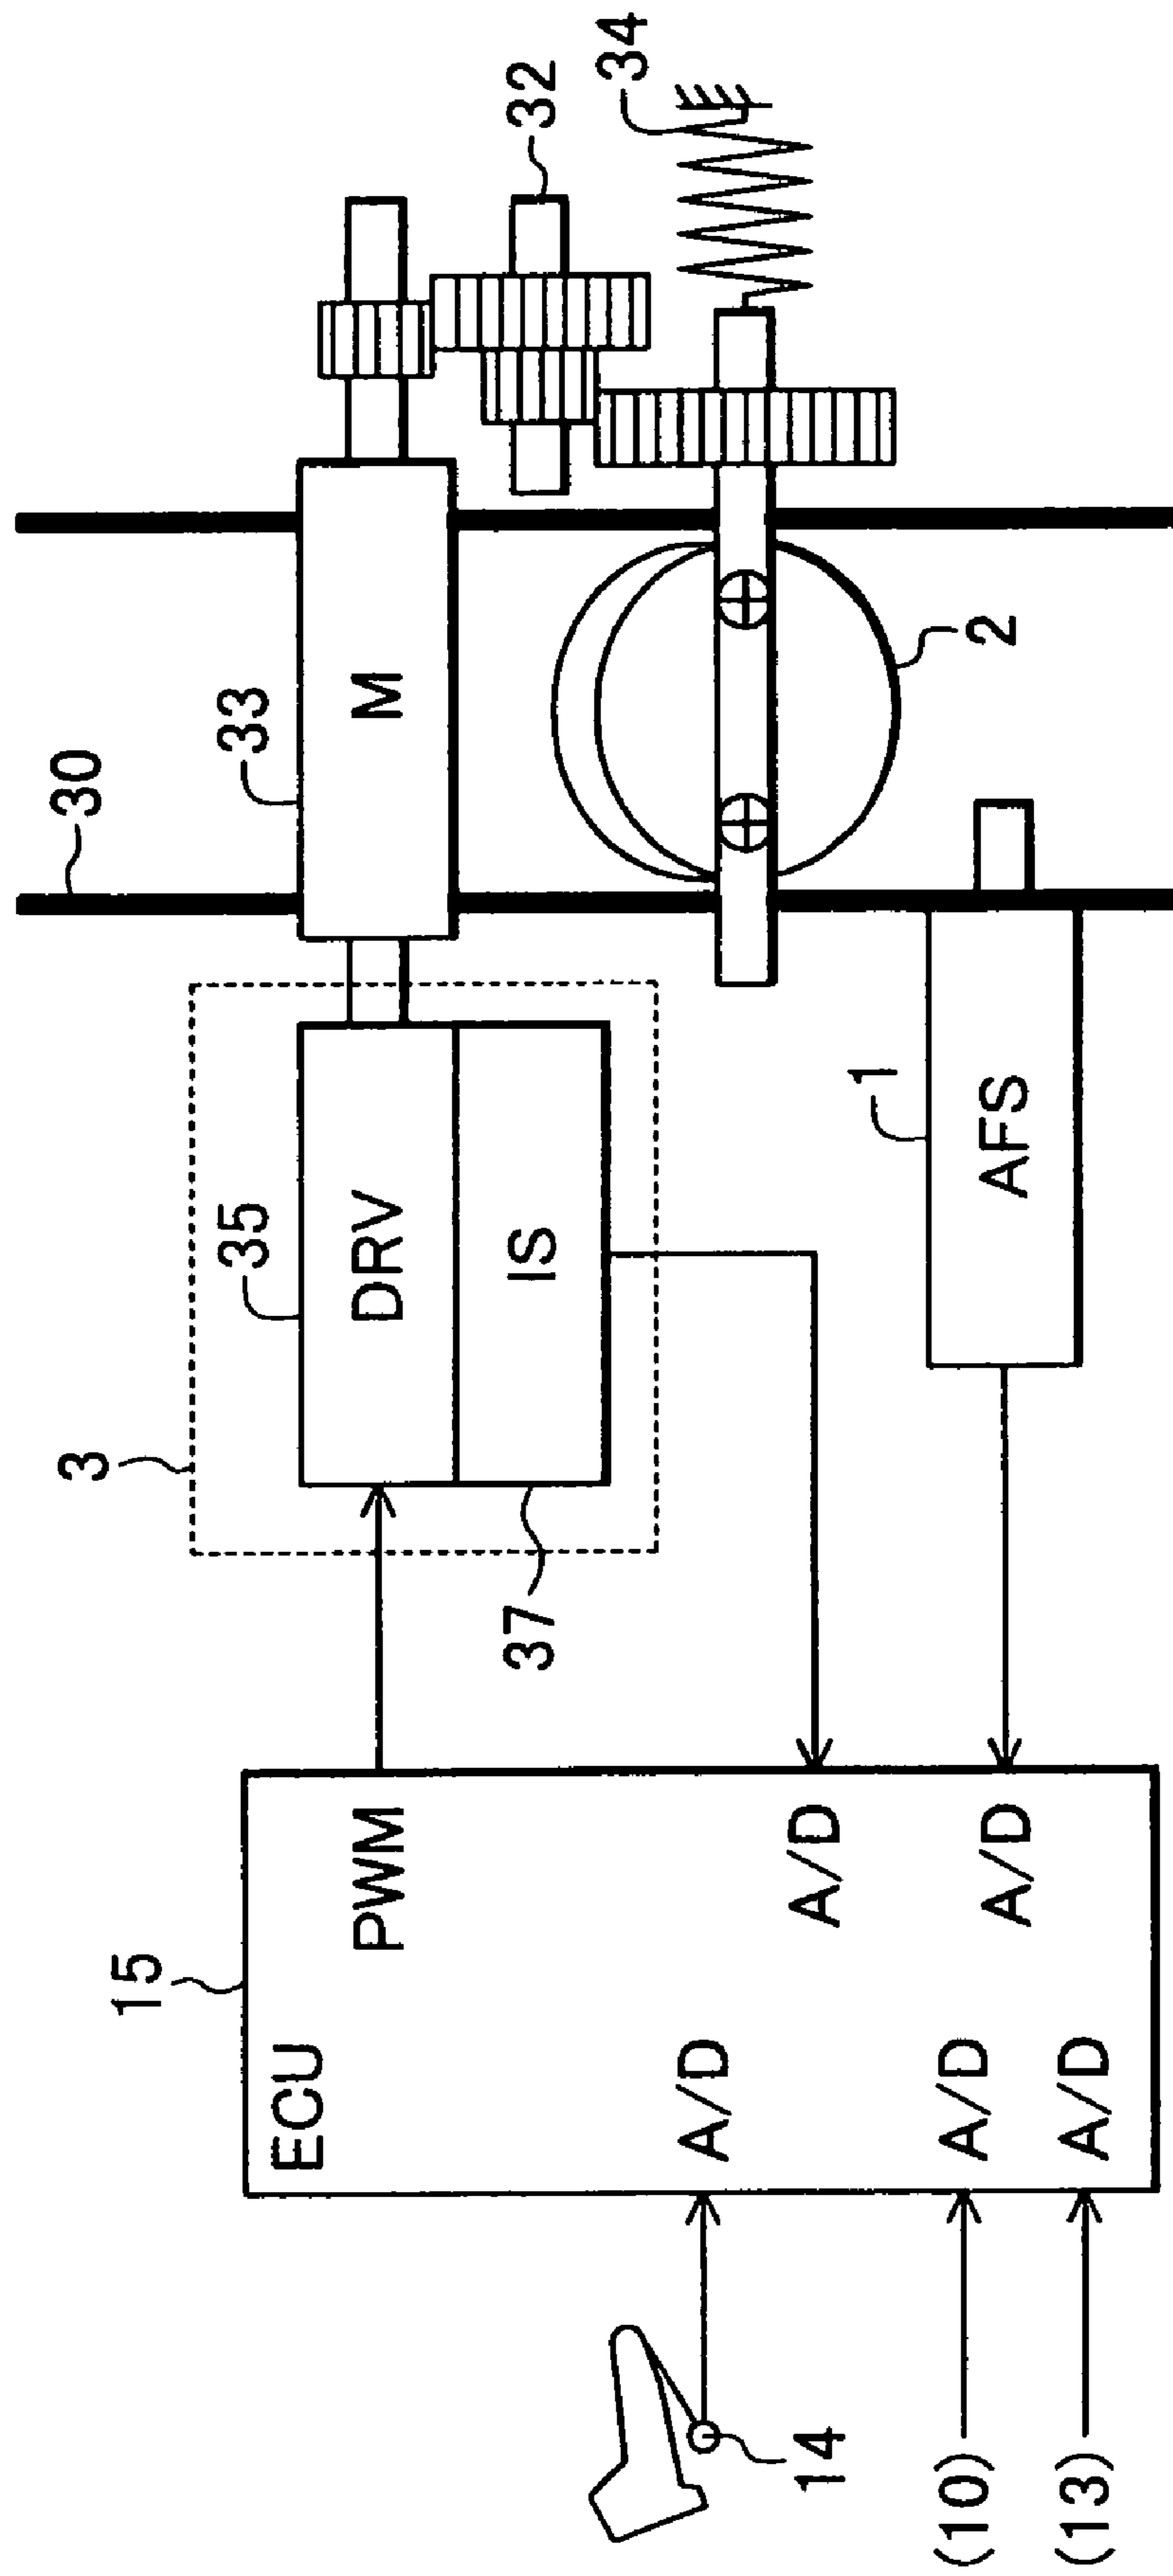 34
32
30
33
M
2
3
35
DRV
IS
37
1
AFS
15
ECU
PWM
A/D
A/D
A/D
A/D
A/D
14
(10)
(13)